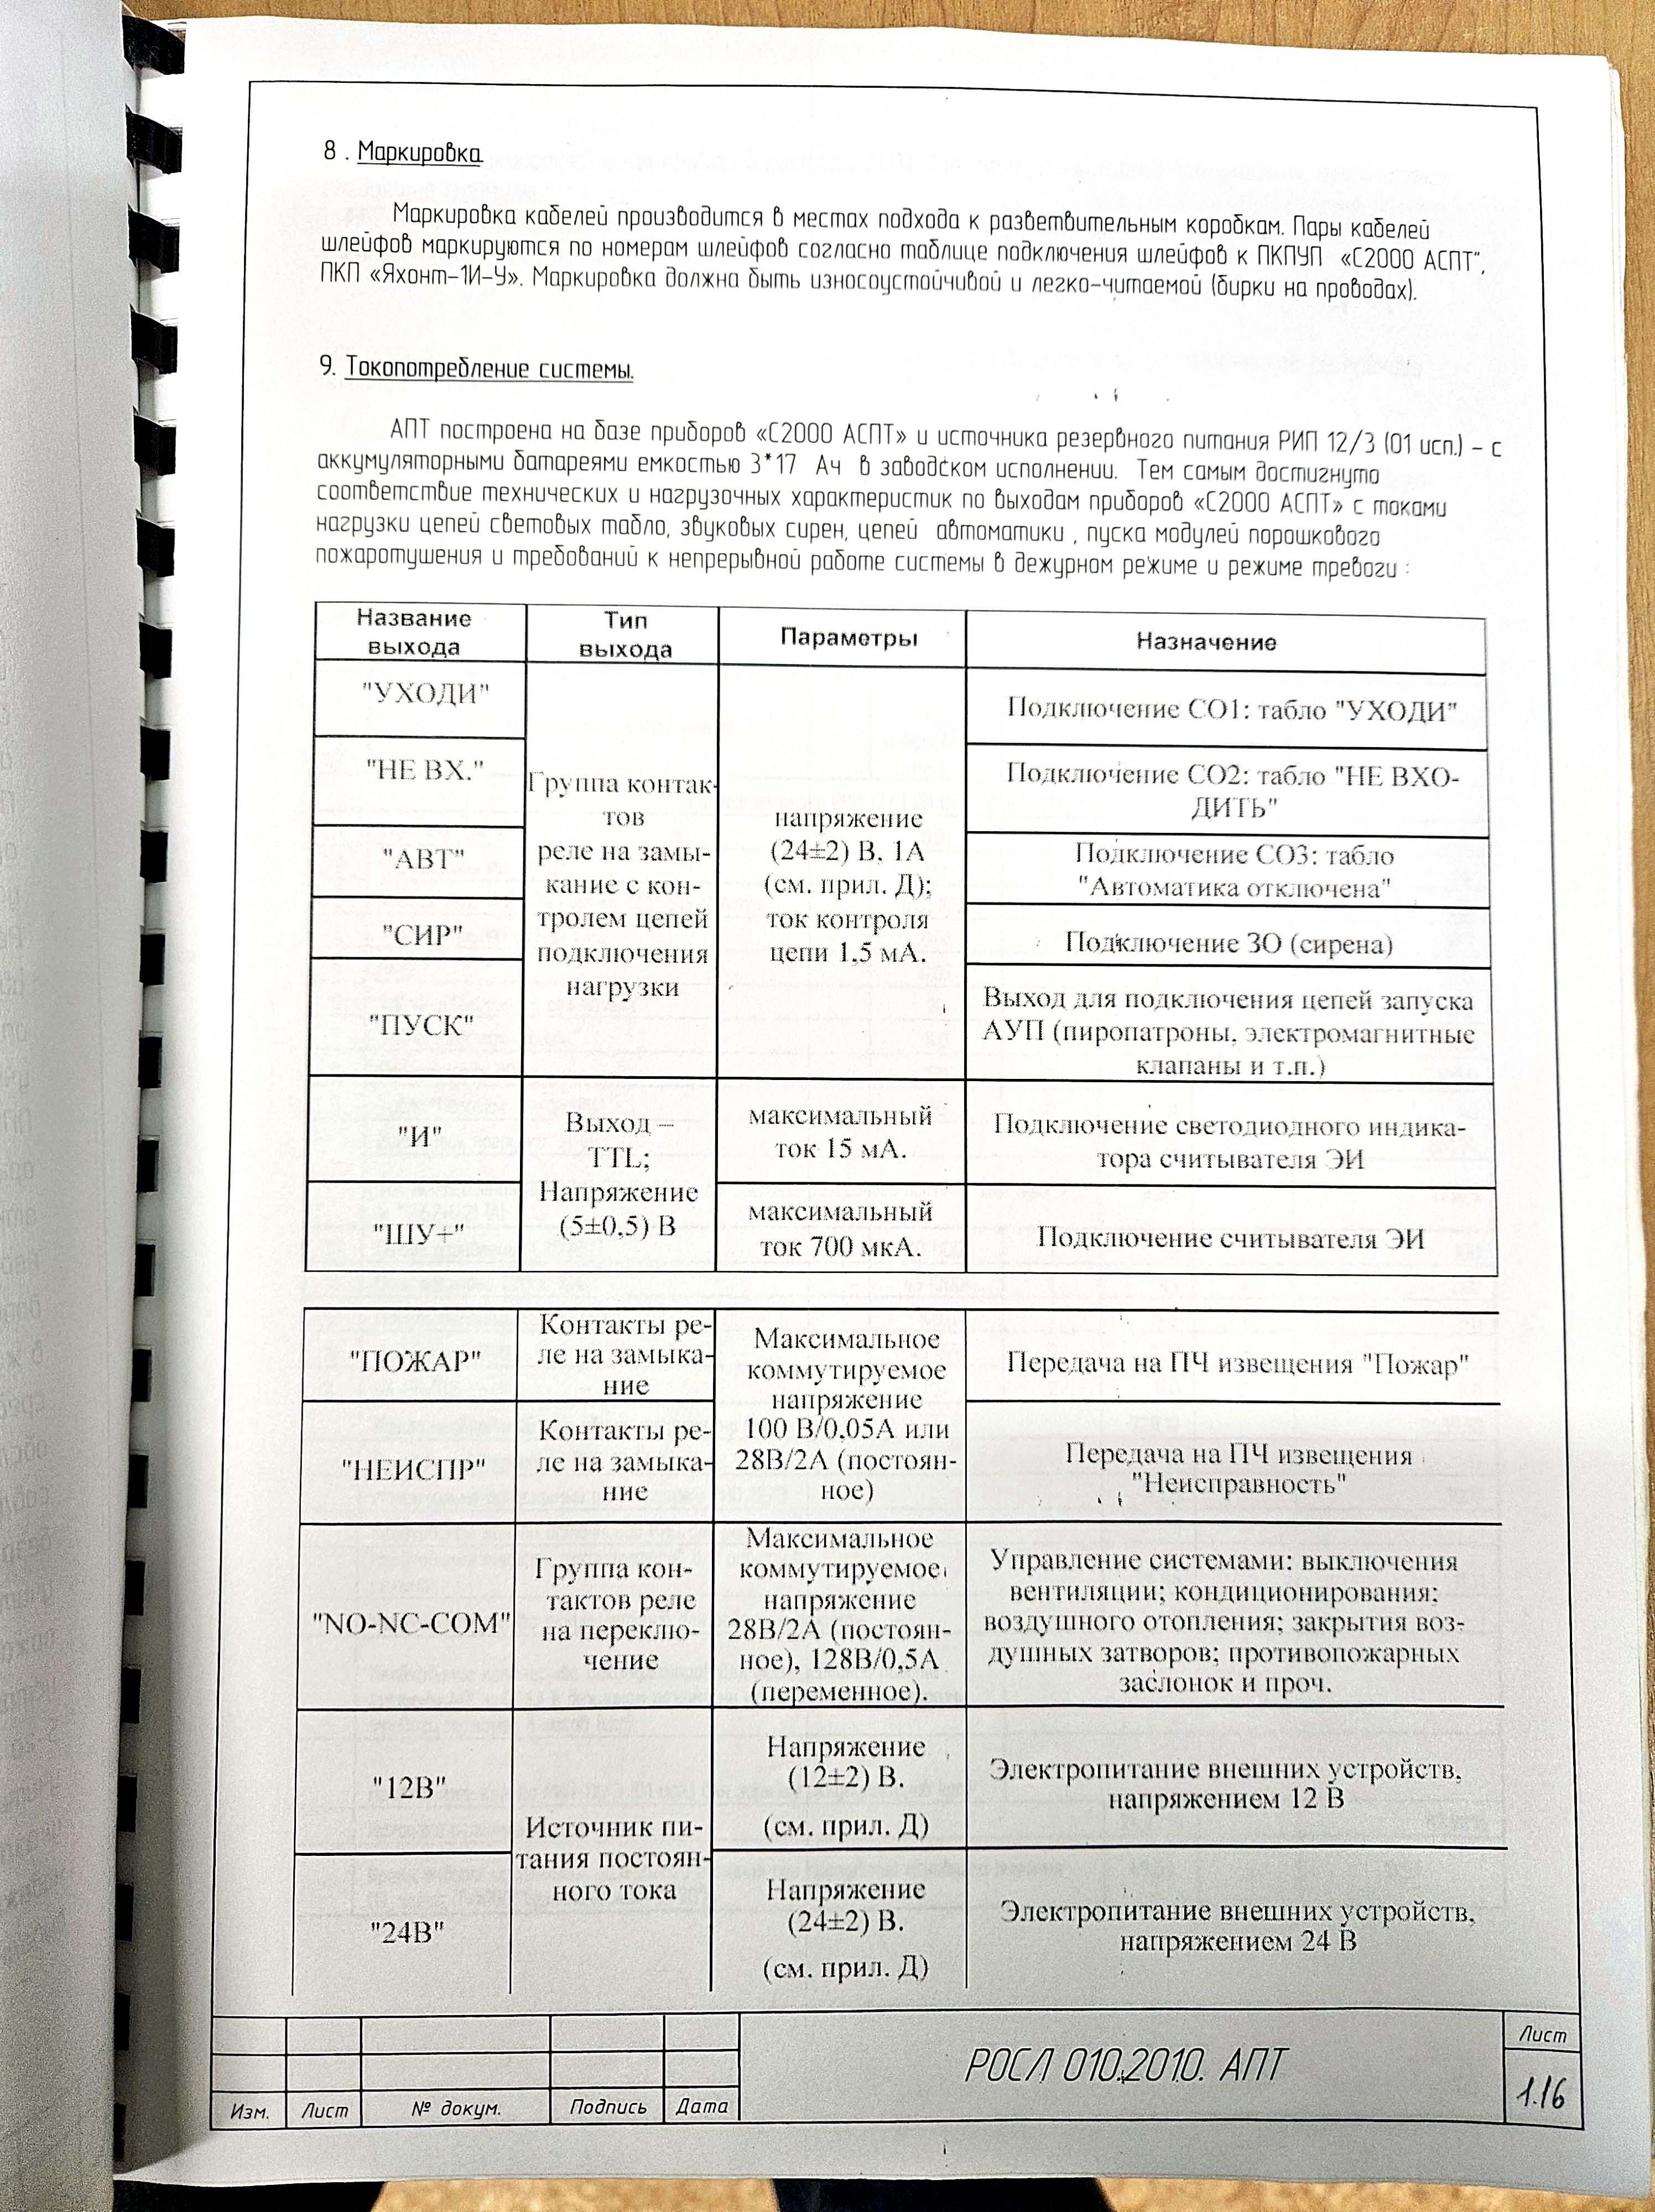 8 . Маркировка
Маркировка кабелей производится в местах подхода к разветвительным коробкам. Пары кабелей
шлейфов маркируются по номерам шлейфов согласно таблице подключения шлейфов к ПКПУП «С2000 АСПТ",
ПКП «Яхонт-1И-У». Маркировка должна быть износоустойчивой и легко-читаемой (бирки на проводах).
9. Токопотребление системы.
АПТ построена на базе приборов «С2000 АСПТ» и источника резервного питания РИП 12/3 (01 исп.) – с
аккумуляторными батареями емкостью 3*17 Ач в заводском исполнении. Тем самым достигнуто
соответствие технических и нагрузочных характеристик по выходам приборов «С2000 АСПТ» с токами
нагрузки цепей световых табло, звуковых сирен, цепей автоматики , пуска модулей порошкового
пожаротушения и требований к непрерывной работе системы в дежурном режиме и режиме тревоги :
Название
выхода
Тип
выхода
Параметры
Назначение
"УХОДИ"
"НЕ ВХ."
"АВТ"
"СИР"
"ПУСК"
Группа контак-
тов
реле на замы-
кание с кон-
тролем цепей
подключения
нагрузки
напряжение
(24±2) В, 1А
(см. прил. Д);
ток контроля
цепи 1,5 мА.
Подключение СО1: табло "УХОДИ"
Подключение СО2: табло "НЕ ВХО-
ДИТЬ"
Подключение СО3: табло
"Автоматика отключена"
Подключение ЗО (сирена)
Выход для подключения цепей запуска
АУП (пиропатроны, электромагнитные
клапаны и т.п.)
"И"
"ШУ+"
Выход –
TTL;
Напряжение
(5±0,5) В
максимальный
ток 15 мА.
Подключение светодиодного индика-
тора считывателя ЭИ
максимальный
ток 700 мкА.
Подключение считывателя ЭИ
"ПОЖАР"
Контакты ре-
ле на замыка-
ние
Максимальное
коммутируемое
напряжение
100 В/0,05А или
28В/2А (постоян-
ное)
Передача на ПЧ извещения "Пожар"
"НЕИСПР"
Контакты ре-
ле на замыка-
ние
Передача на ПЧ извещения
"Неисправность"
"NO-NC-COM"
Группа кон-
тактов реле
на переклю-
чение
Максимальное
коммутируемое
напряжение
28В/2А (постоян-
ное), 128В/0,5А
(переменное).
Управление системами: выключения
вентиляции; кондиционирования;
воздушного отопления; закрытия воз-
душных затворов; противопожарных
заслонок и проч.
"12В"
"24В"
Источник пи-
тания постоян-
ного тока
Напряжение
(12±2) В.
(см. прил. Д)
Электропитание внешних устройств,
напряжением 12 В
Напряжение
(24±2) В.
(см. прил. Д)
Электропитание внешних устройств,
напряжением 24 В
Изм. Лист № докум. Подпись Дата
РОСЛ 010.2010. АПТ
Лист
1.16